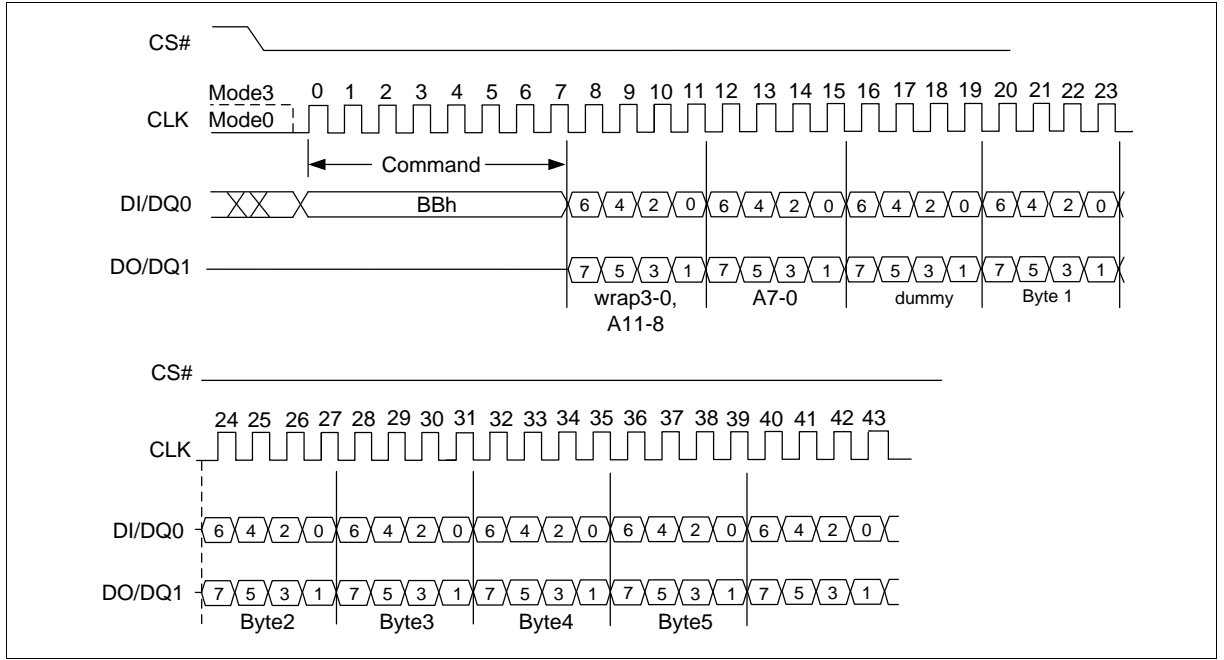 CS#
Mode3 0 1 2 3 4 5 6 7 8 9 10 11 12 13 14 15 16 17 18 19 20 21 22 23
CLK Mode0
Command
DI/DQ0 BBh 6 4 2 0 6 4 2 0 6 4 2 0 6 4 2 0
DO/DQ1 7 5 3 1 7 5 3 1 7 5 3 1 7 5 3 1
wrap3-0, A7-0 dummy Byte 1
A11-8
CS#
24 25 26 27 28 29 30 31 32 33 34 35 36 37 38 39 40 41 42 43
CLK
DI/DQ0 6 4 2 0 6 4 2 0 6 4 2 0 6 4 2 0 6 4 2 0
DO/DQ1 7 5 3 1 7 5 3 1 7 5 3 1 7 5 3 1 7 5 3 1
Byte2 Byte3 Byte4 Byte5